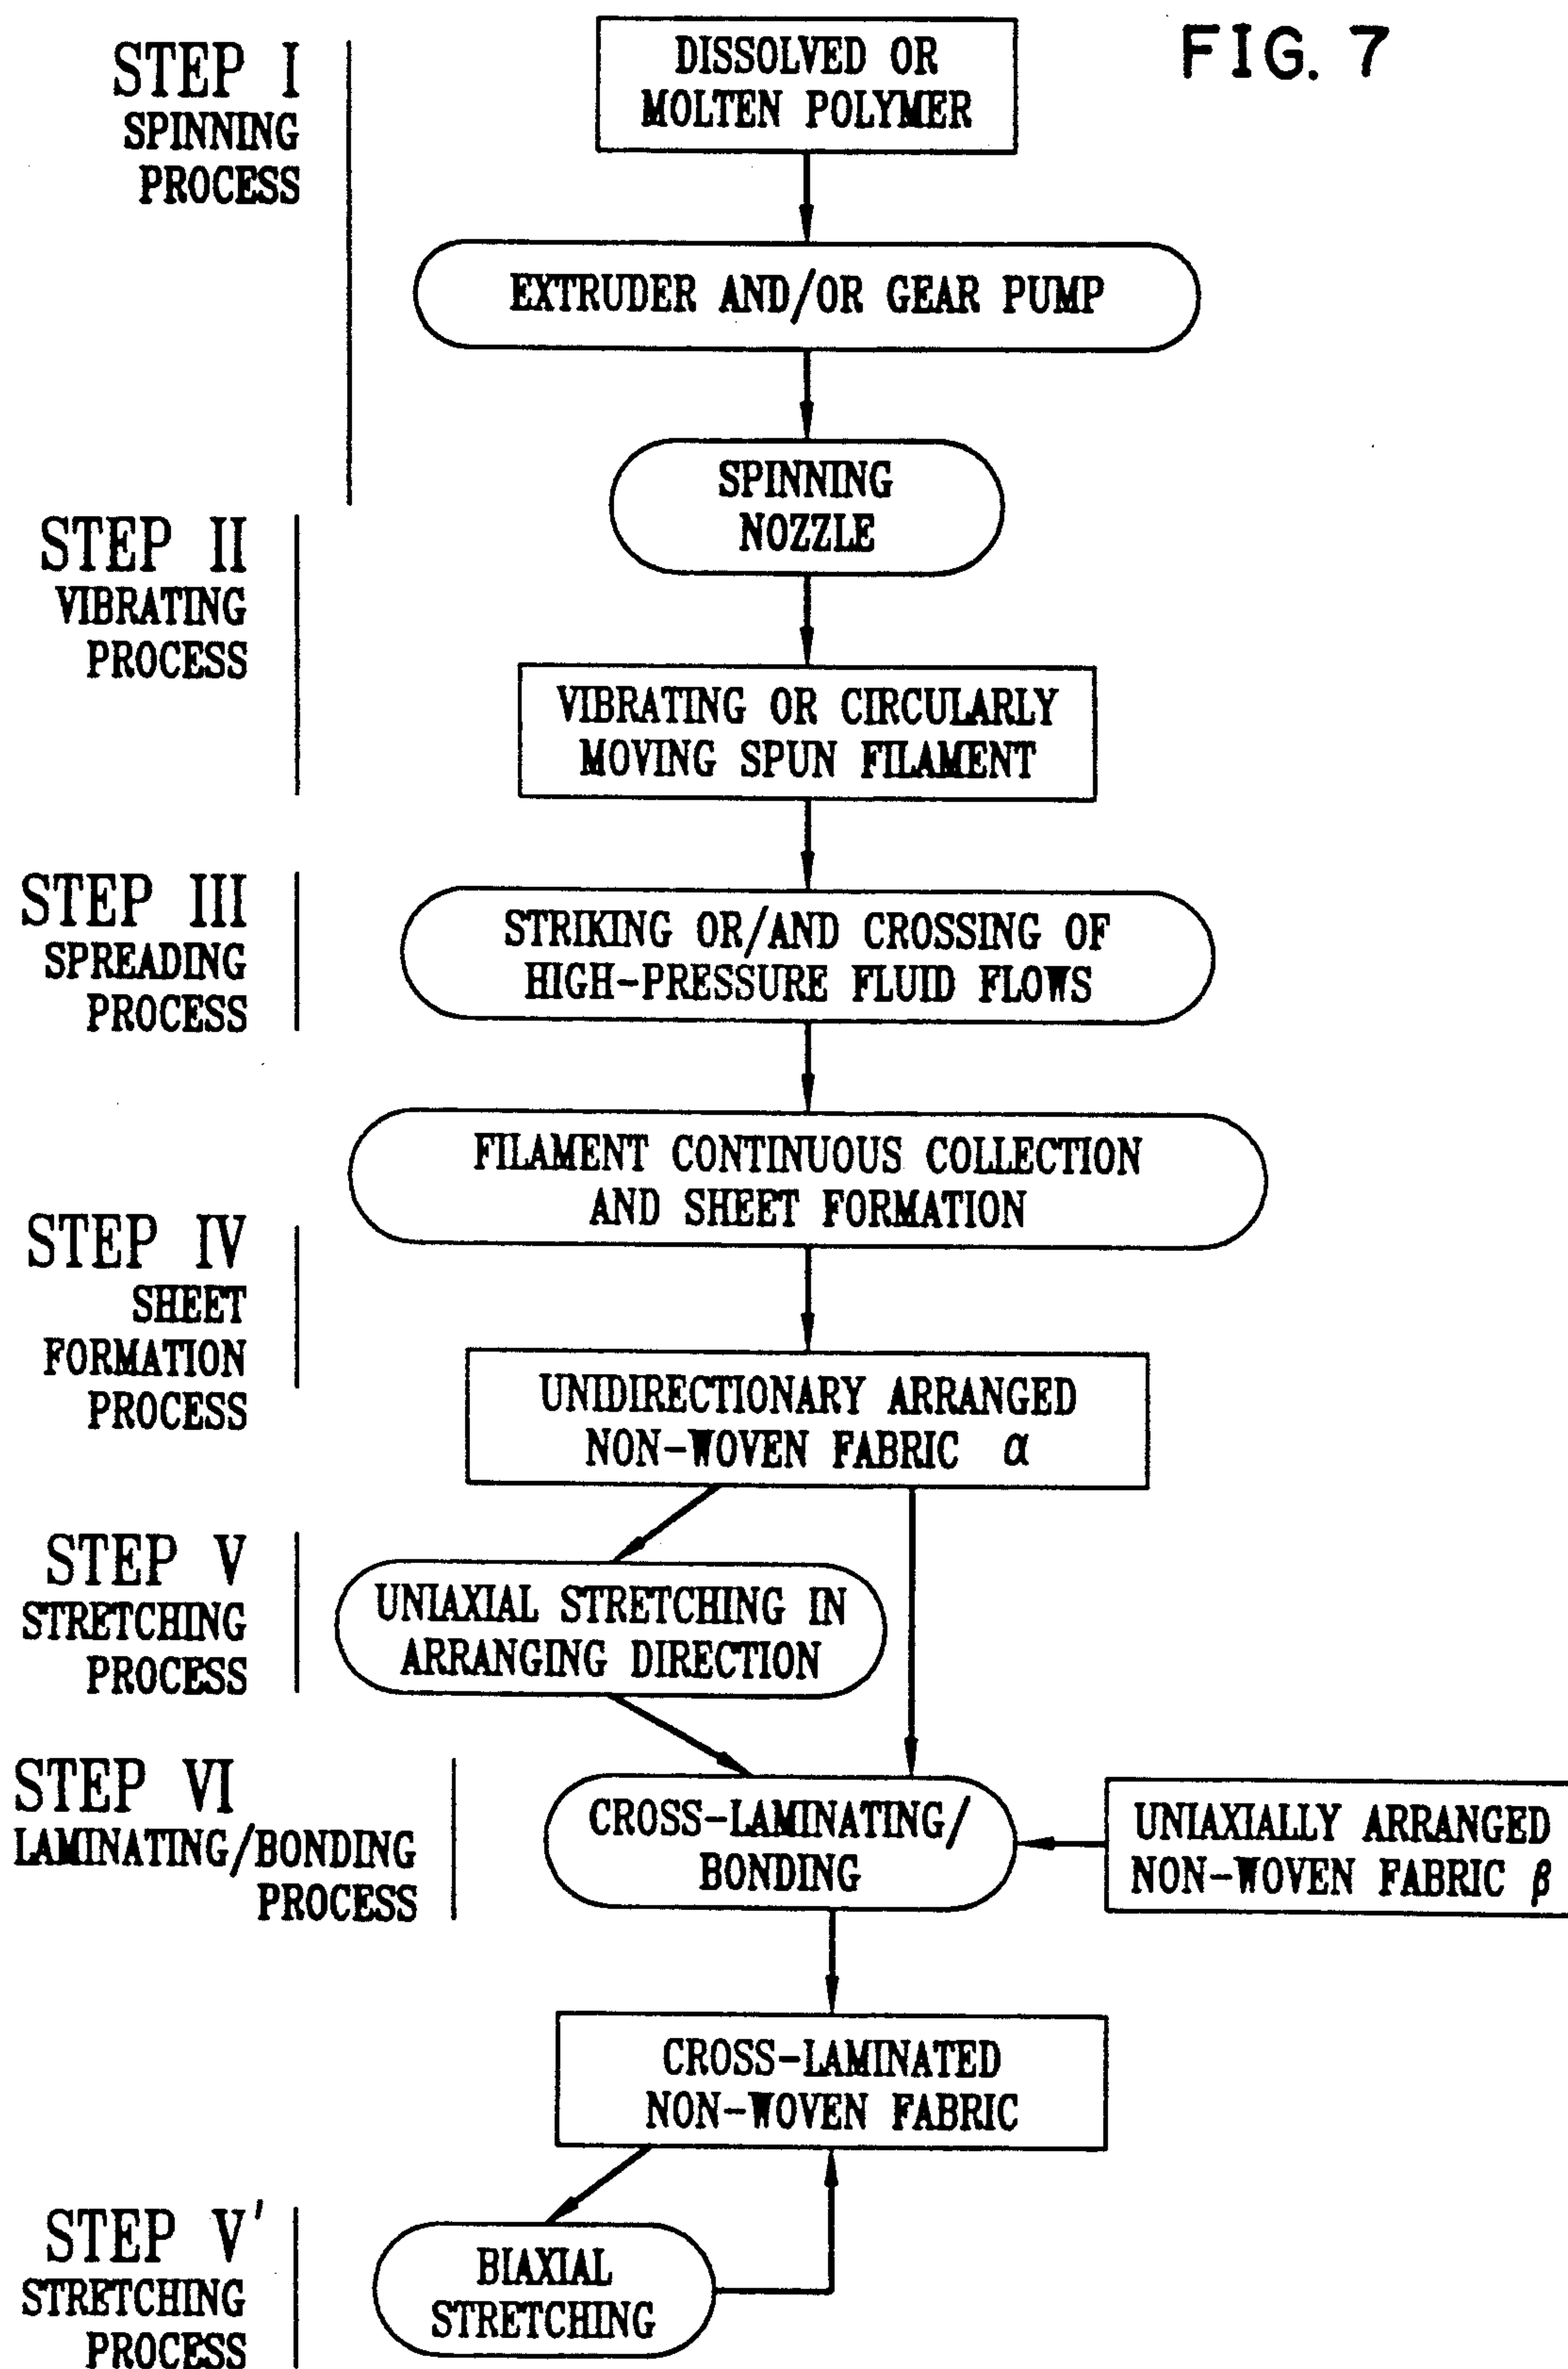 FIG. 7
STEP I
SPINNING
PROCESS
DISSOLVED OR
MOLTEN POLYMER
EXTRUDER AND/OR GEAR PUMP
SPINNING
NOZZLE
STEP II
VIBRATING
PROCESS
VIBRATING OR CIRCULARLY
MOVING SPUN FILAMENT
STEP III
SPREADING
PROCESS
STRIKING OR/AND CROSSING OF
HIGH-PRESSURE FLUID FLOWS
FILAMENT CONTINUOUS COLLECTION
AND SHEET FORMATION
STEP IV
SHEET
FORMATION
PROCESS
UNIDIRECTIONARY ARRANGED
NON-WOVEN FABRIC α
STEP V
STRETCHING
PROCESS
UNIAXIAL STRETCHING IN
ARRANGING DIRECTION
STEP VI
LAMINATING/BONDING
PROCESS
CROSS-LAMINATING/
BONDING
UNIAXIALLY ARRANGED
NON-WOVEN FABRIC β
CROSS-LAMINATED
NON-WOVEN FABRIC
STEP V'
STRETCHING
PROCESS
BIAXIAL
STRETCHING